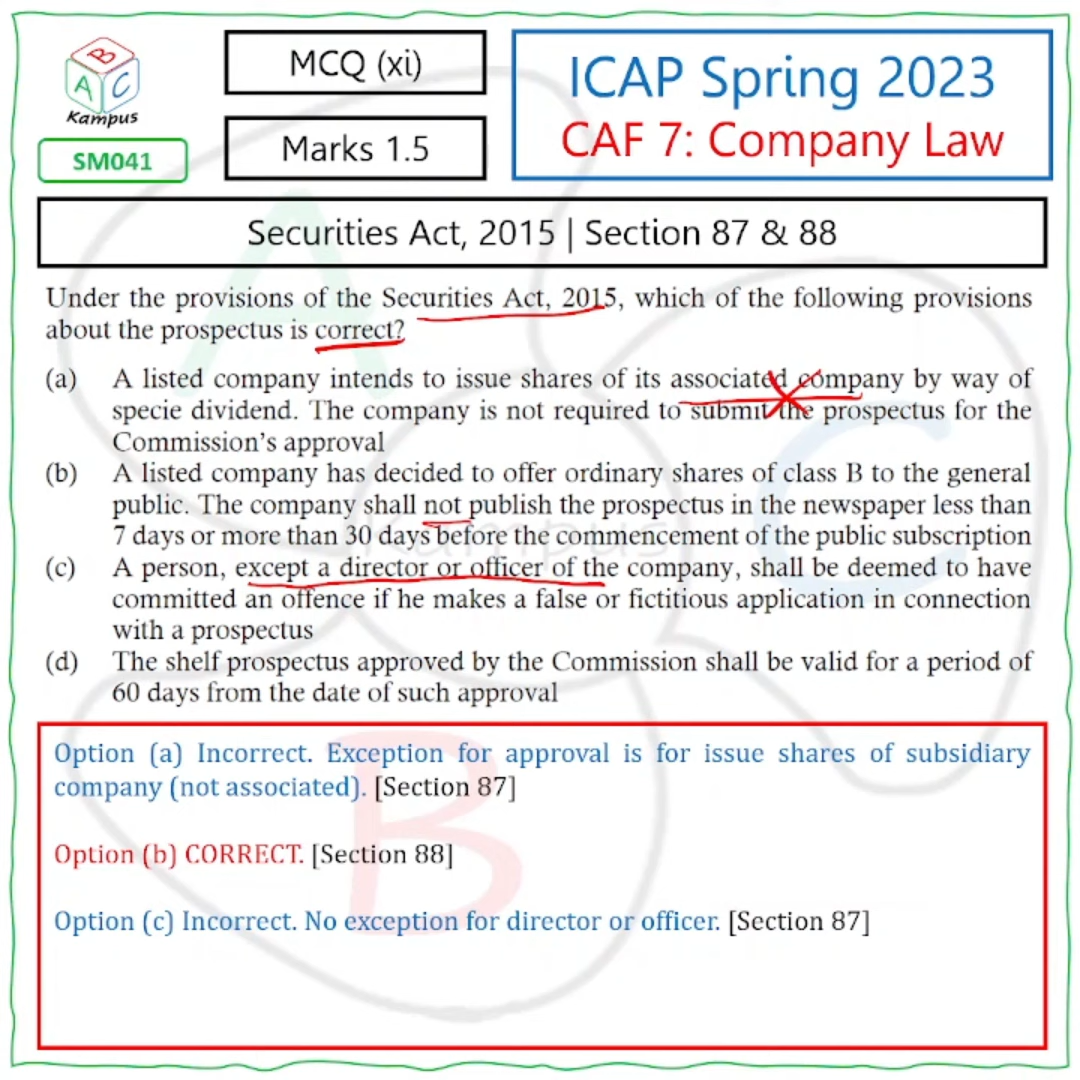 B
A C
Kampus
SM041
MCQ (xi)
Marks 1.5
ICAP Spring 2023
CAF 7: Company Law
Securities Act, 2015 | Section 87 & 88
Under the provisions of the Securities Act, 2015, which of the following provisions
about the prospectus is correct?
(a) A listed company intends to issue shares of its associated company by way of
specie dividend. The company is not required to submit the prospectus for the
Commission's approval
(b) A listed company has decided to offer ordinary shares of class B to the general
public. The company shall not publish the prospectus in the newspaper less than
7 days or more than 30 days before the commencement of the public subscription
(c) A person, except a director or officer of the company, shall be deemed to have
committed an offence if he makes a false or fictitious application in connection
with a prospectus
(d) The shelf prospectus approved by the Commission shall be valid for a period of
60 days from the date of such approval
Option (a) Incorrect. Exception for approval is for issue shares of subsidiary
company (not associated). [Section 87]
Option (b) CORRECT. [Section 88]
Option (c) Incorrect. No exception for director or officer. [Section 87]
A
B
C
Kampus